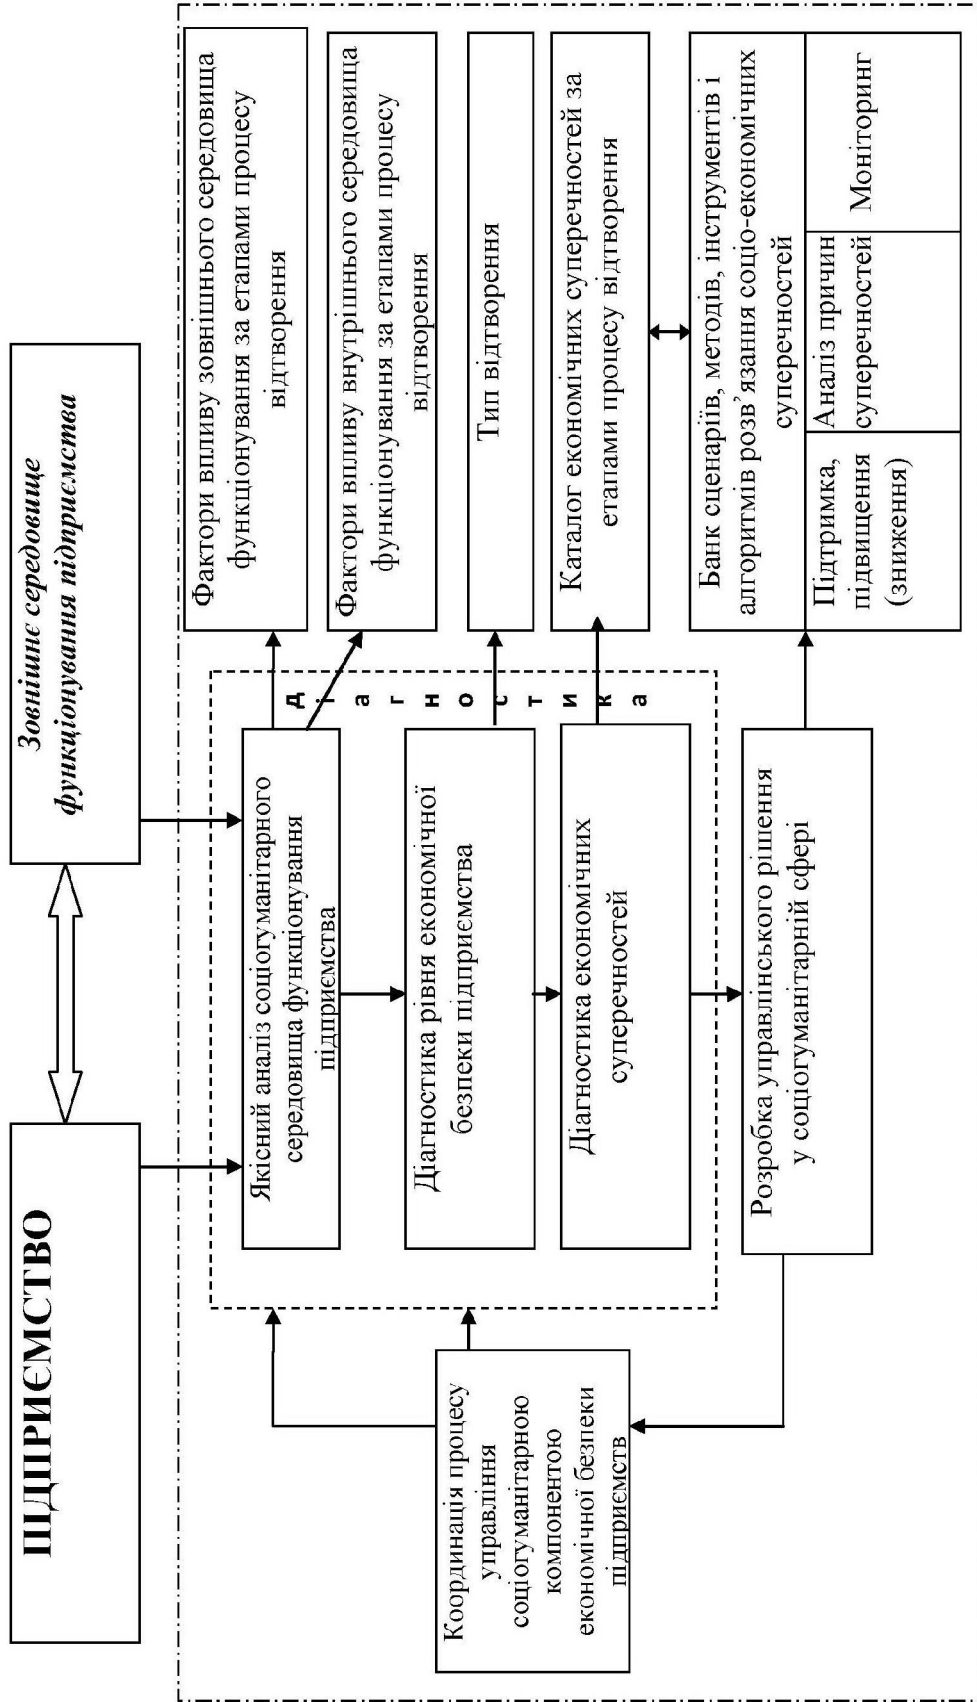 ПІДПРИЄМСТВО
Зовнішнє середовище
функціонування підприємства
Координація процесу
управління
соціогуманітарною
компонентою
економічної безпеки
підприємств
Якісний аналіз соціогуманітарного
середовища функціонування
підприємства
Діагностика рівня економічної
безпеки підприємства
Діагностика економічних
суперечностей
Розробка управлінського рішення
у соціогуманітарній сфері
діагностика
Фактори впливу зовнішнього середовища
функціонування за етапами процесу
відтворення
Фактори впливу внутрішнього середовища
функціонування за етапами процесу
відтворення
Тип відтворення
Каталог економічних суперечностей за
етапами процесу відтворення
Банк сценаріїв, методів, інструментів і
алгоритмів розв’язання соціо-економічних
суперечностей
Підтримка,
підвищення
(зниження)
Аналіз причин
суперечностей
Моніторинг